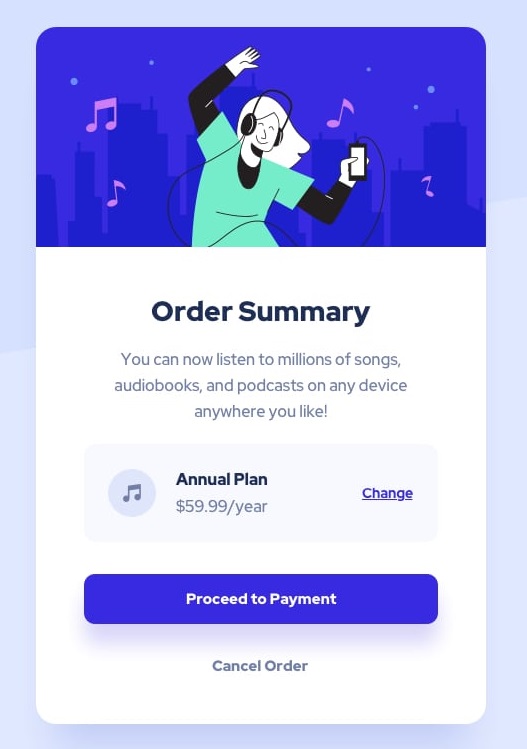 Order Summary
You can now listen to millions of songs,
audiobooks, and podcasts on any device
anywhere you like!
Annual Plan
$59.99/year
Change
Proceed to Payment
Cancel Order